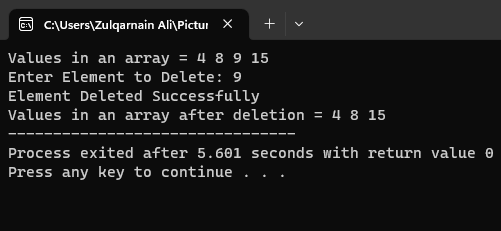 C:\Users\Zulqarnain Ali\Pictur
Values in an array = 4 8 9 15
Enter Element to Delete: 9
Element Deleted Successfully
Values in an array after deletion = 4 8 15
--------------------------------
Process exited after 5.601 seconds with return value 0
Press any key to continue . . .